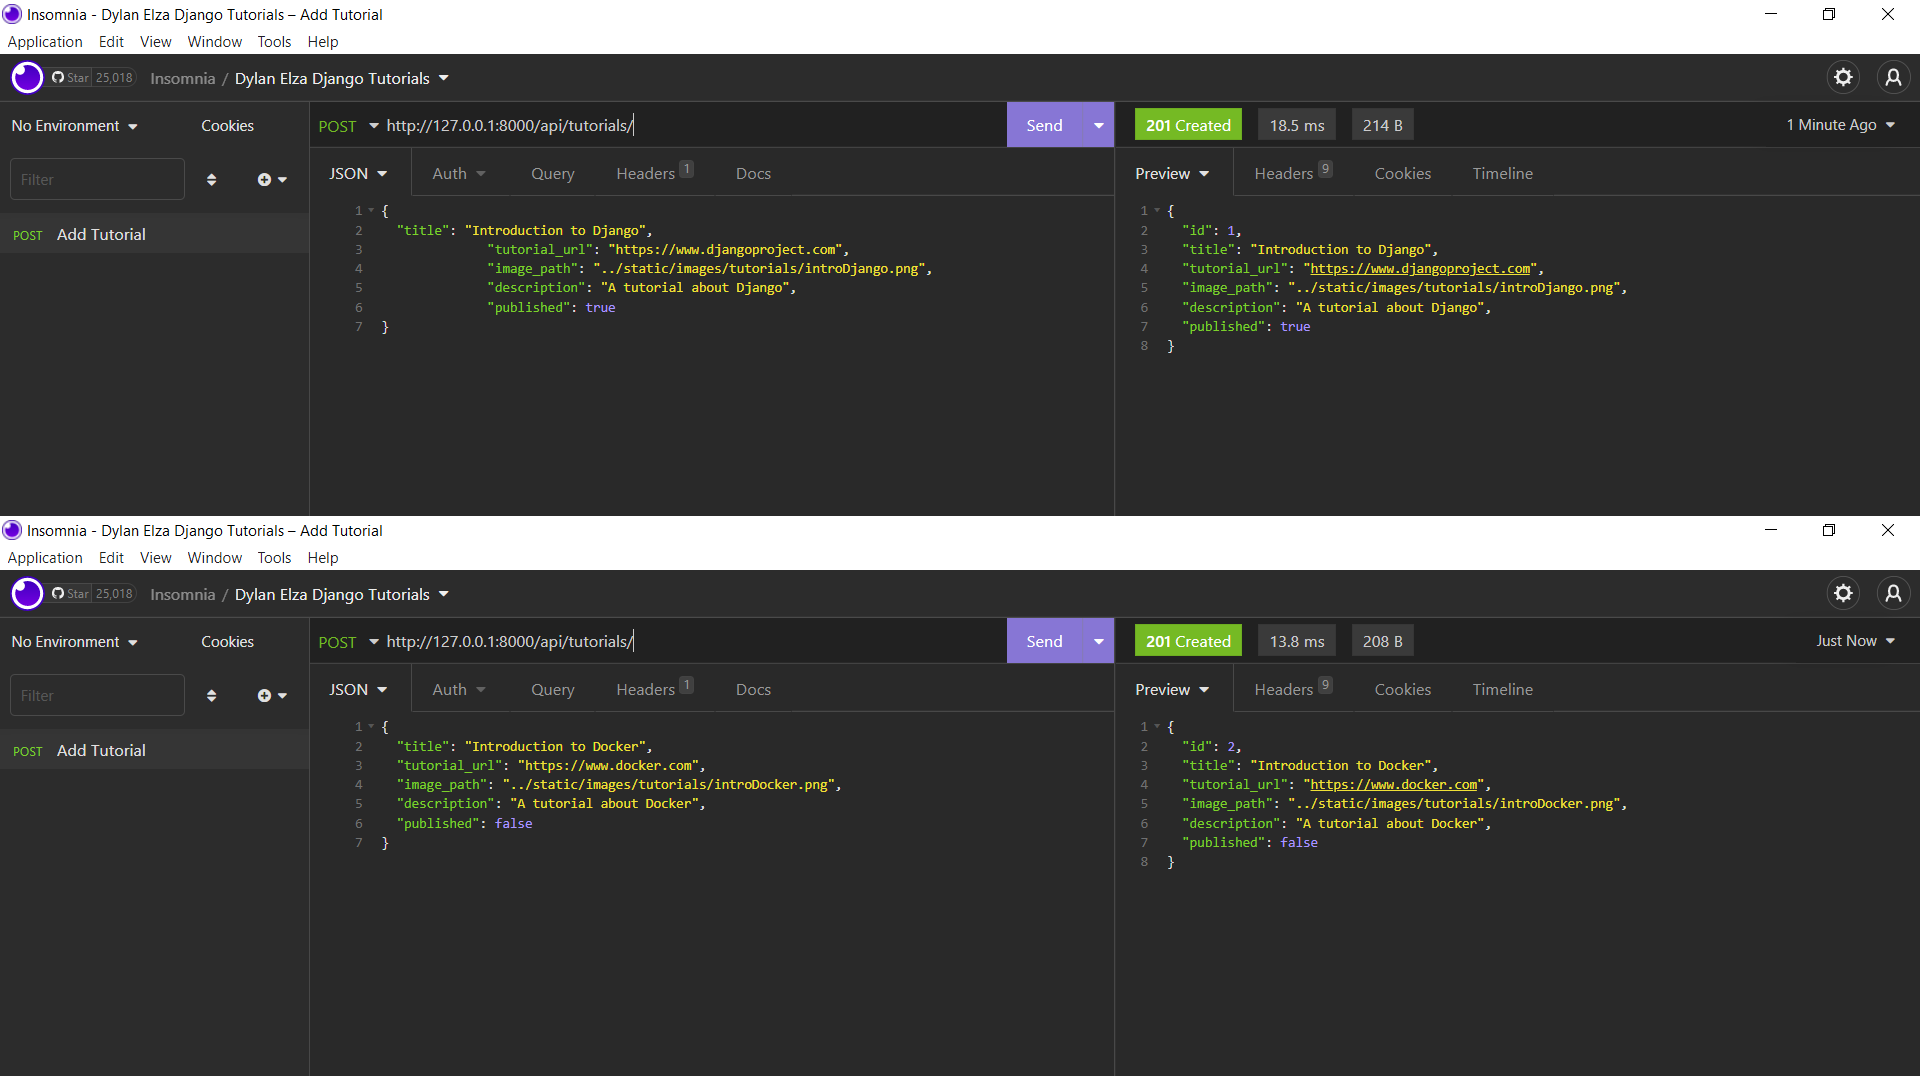 Insomnia - Dylan Elza Django Tutorials – Add Tutorial
Application Edit View Window Tools Help
Star 25,018 Insomnia / Dylan Elza Django Tutorials
No Environment Cookies
Filter
POST Add Tutorial
POST http://127.0.0.1:8000/api/tutorials/ Send
JSON Auth Query Headers 1 Docs
1 {
2 "title": "Introduction to Django",
3 "tutorial_url": "https://www.djangoproject.com",
4 "image_path": "../static/images/tutorials/introDjango.png",
5 "description": "A tutorial about Django",
6 "published": true
7 }
201 Created 18.5 ms 214 B 1 Minute Ago
Preview Headers 9 Cookies Timeline
1 {
2 "id": 1,
3 "title": "Introduction to Django",
4 "tutorial_url": "https://www.djangoproject.com",
5 "image_path": "../static/images/tutorials/introDjango.png",
6 "description": "A tutorial about Django",
7 "published": true
8 }
Insomnia - Dylan Elza Django Tutorials – Add Tutorial
Application Edit View Window Tools Help
Star 25,018 Insomnia / Dylan Elza Django Tutorials
No Environment Cookies
Filter
POST Add Tutorial
POST http://127.0.0.1:8000/api/tutorials/ Send
JSON Auth Query Headers 1 Docs
1 {
2 "title": "Introduction to Docker",
3 "tutorial_url": "https://www.docker.com",
4 "image_path": "../static/images/tutorials/introDocker.png",
5 "description": "A tutorial about Docker",
6 "published": false
7 }
201 Created 13.8 ms 208 B Just Now
Preview Headers 9 Cookies Timeline
1 {
2 "id": 2,
3 "title": "Introduction to Docker",
4 "tutorial_url": "https://www.docker.com",
5 "image_path": "../static/images/tutorials/introDocker.png",
6 "description": "A tutorial about Docker",
7 "published": false
8 }